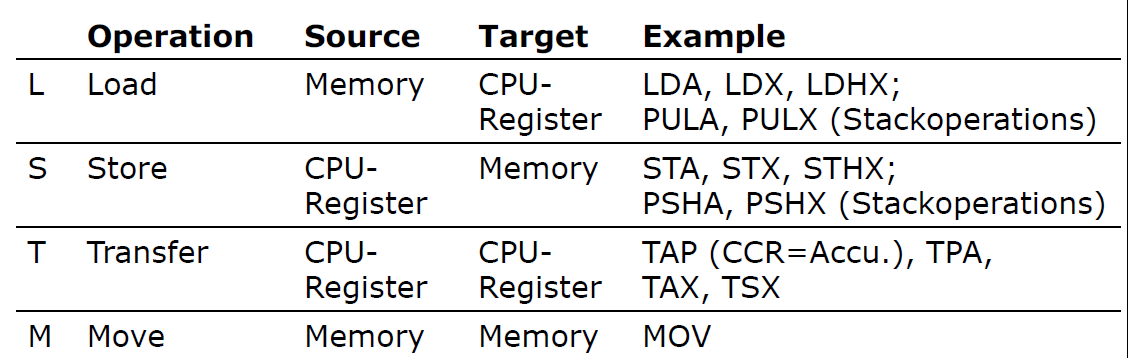 Operation Source Target Example
L Load Memory CPU- LDA, LDX, LDHX;
Register PULA, PULX (Stackoperations)
S Store CPU- Memory STA, STX, STHX;
Register PSHA, PSHX (Stackoperations)
T Transfer CPU- CPU- TAP (CCR=Accu.), TPA,
Register Register TAX, TSX
M Move Memory Memory MOV